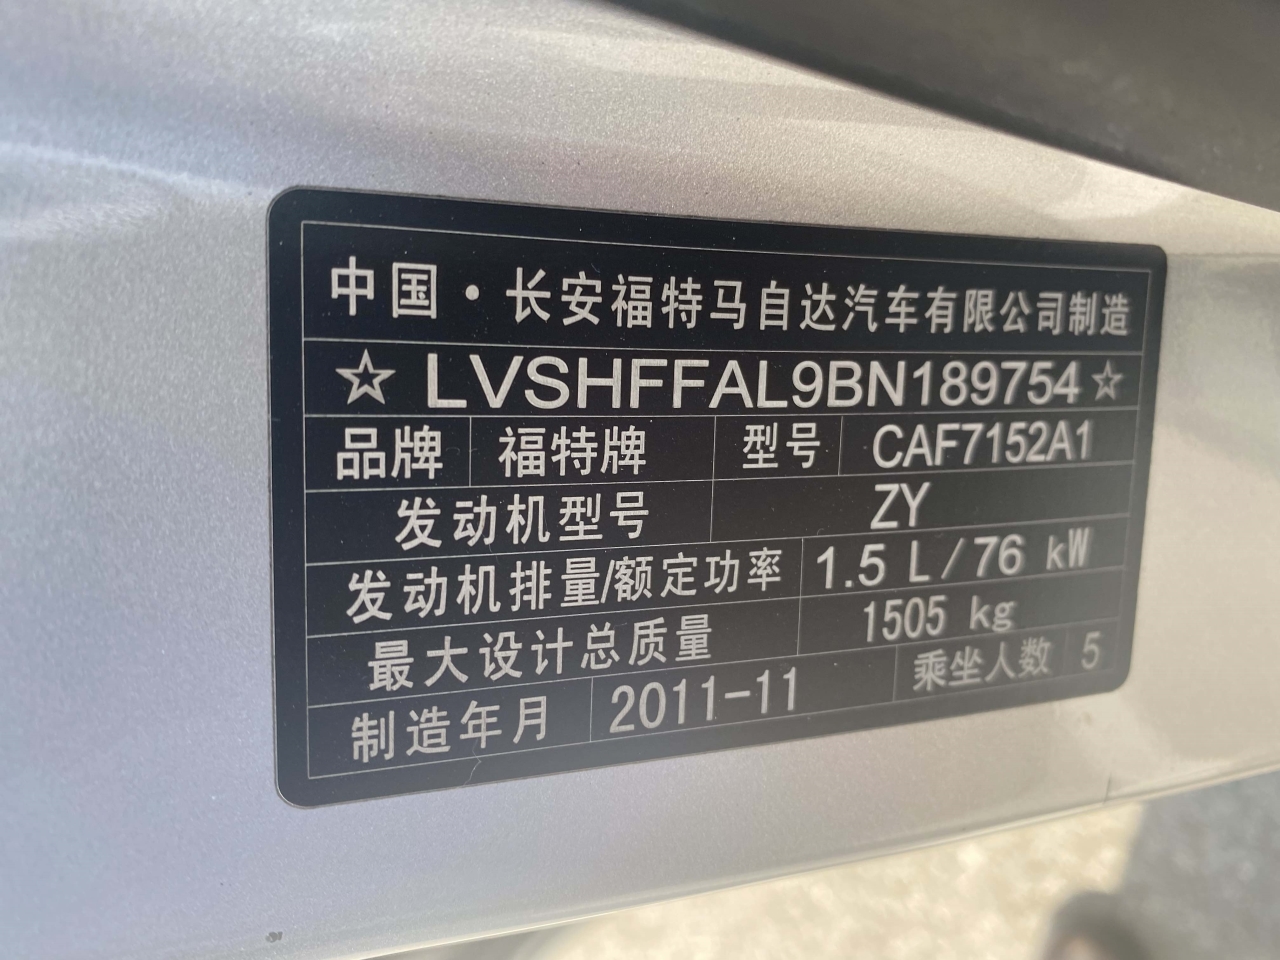 中国·长安福特马自达汽车有限公司制造
☆LVSHFFAL9BN189754☆
品牌 福特牌 型号 CAF7152A1
发动机型号 ZY
发动机排量/额定功率 1.5 L/76 kW
最大设计总质量 1505 kg
制造年月 2011-11 乘坐人数 5